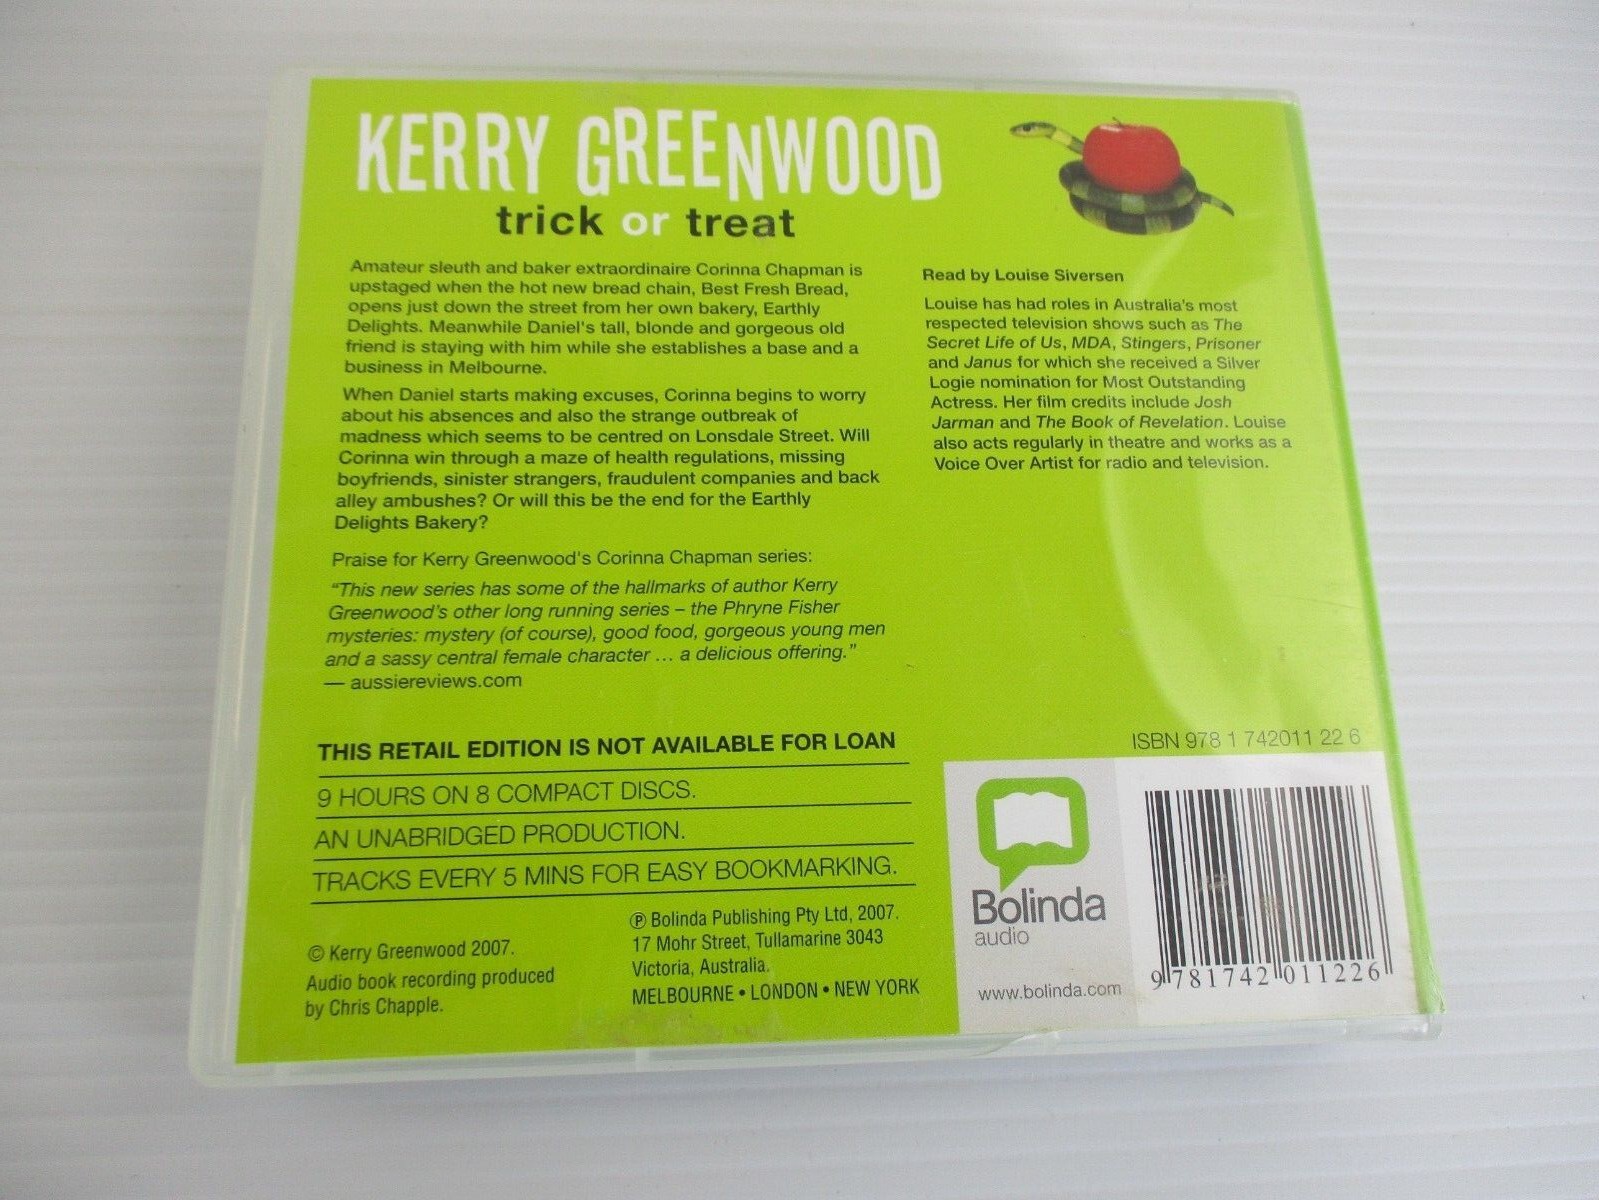 KERRY GREENWOOD
trick or treat
Amateur sleuth and baker extraordinaire Corinna Chapman is
upstaged when the hot new bread chain, Best Fresh Bread,
opens just down the street from her own bakery, Earthly
Delights. Meanwhile Daniel's tall, blonde and gorgeous old
friend is staying with him while she establishes a base and a
business in Melbourne.
When Daniel starts making excuses, Corinna begins to worry
about his absences and also the strange outbreak of
madness which seems to be centred on Lonsdale Street. Will
Corinna win through a maze of health regulations, missing
boyfriends, sinister strangers, fraudulent companies and back
alley ambushes? Or will this be the end for the Earthly
Delights Bakery?
Praise for Kerry Greenwood's Corinna Chapman series:
"This new series has some of the hallmarks of author Kerry
Greenwood's other long running series – the Phryne Fisher
mysteries: mystery (of course), good food, gorgeous young men
and a sassy central female character ... a delicious offering."
— aussiereviews.com
Read by Louise Siversen
Louise has had roles in Australia's most
respected television shows such as The
Secret Life of Us, MDA, Stingers, Prisoner
and Janus for which she received a Silver
Logie nomination for Most Outstanding
Actress. Her film credits include Josh
Jarman and The Book of Revelation. Louise
also acts regularly in theatre and works as a
Voice Over Artist for radio and television.
THIS RETAIL EDITION IS NOT AVAILABLE FOR LOAN
9 HOURS ON 8 COMPACT DISCS.
AN UNABRIDGED PRODUCTION.
TRACKS EVERY 5 MINS FOR EASY BOOKMARKING.
© Kerry Greenwood 2007.
Audio book recording produced
by Chris Chapple.
℗ Bolinda Publishing Pty Ltd, 2007.
17 Mohr Street, Tullamarine 3043
Victoria, Australia.
MELBOURNE • LONDON • NEW YORK
ISBN 978 1 742011 22 6
Bolinda
audio
www.bolinda.com
9 781742 011226